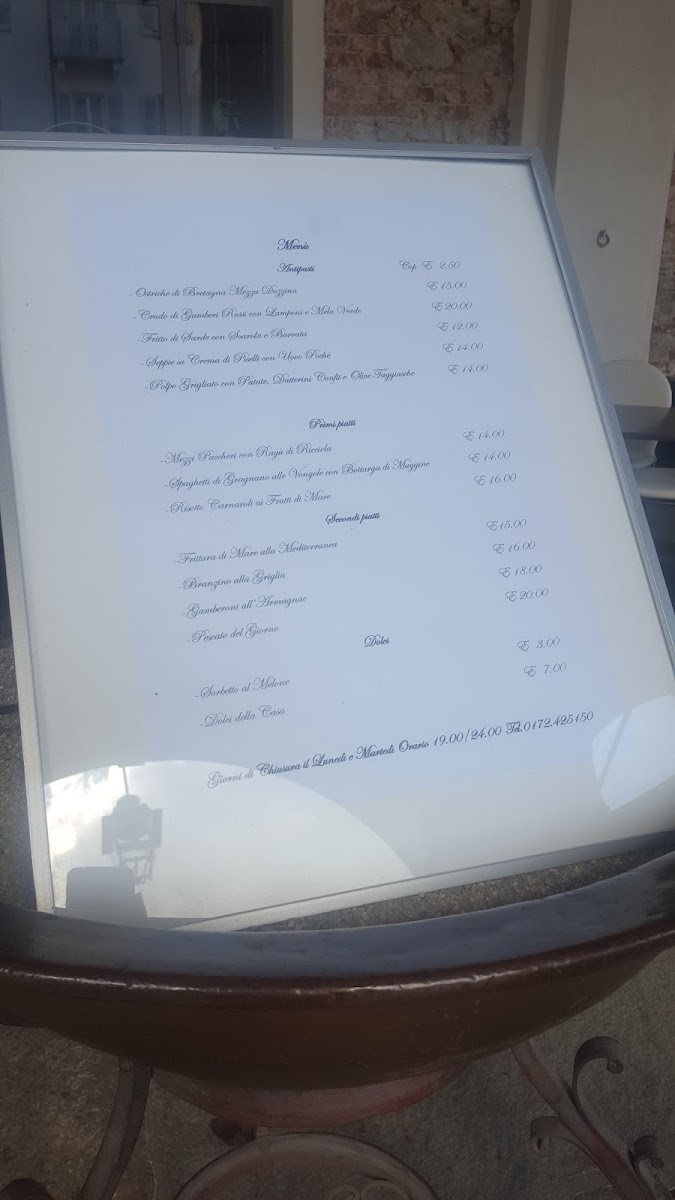 Menù
Antipasti Cop € 2.50
-Ostriche di Bretagna Mezza Dozzina € 15.00
-Crudo di Gamberi Rossi con Lamponi e Mela Verde € 20.00
-Fritto di Sarde con Scarola e Burrata € 12.00
-Seppie su Crema di Piselli con Uovo Pochè € 14.00
-Polpo Grigliato con Patate, Datterini Confit e Olive Taggiasche € 14.00
Primi piatti
-Mezzi Paccheri con Ragù di Ricciola € 14.00
-Spaghetti di Gragnano alle Vongole con Bottarga di Muggine € 14.00
-Risotto Carnaroli ai Frutti di Mare € 16.00
Secondi piatti
-Frittura di Mare alla Mediterranea € 15.00
-Branzino alla Griglia € 16.00
-Gamberoni all'Armagnac € 18.00
-Pescato del Giorno € 20.00
Dolci
-Sorbetto al Melone € 3.00
-Dolci della Casa € 7.00
Giorni di Chiusura il Lunedì e Martedì Orario 19.00/24.00 Tel.0172.425150